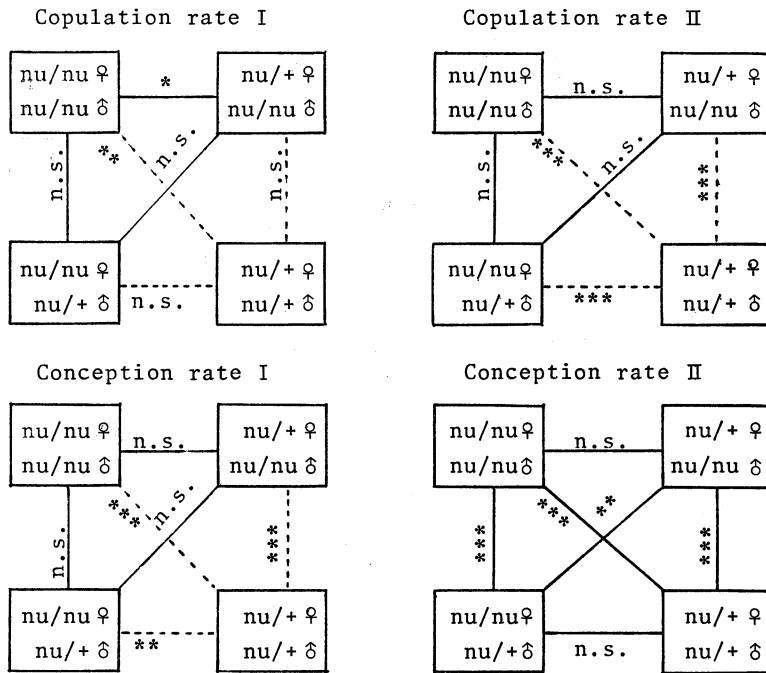 Copulation rate I
nu/nu ♀
nu/nu ♂
*
nu/+ ♀
nu/nu ♂
n.s.
**
n.s.
n.s.
nu/nu ♀
nu/+ ♂
n.s.
nu/+ ♀
nu/+ ♂
Copulation rate II
nu/nu♀
nu/nu♂
n.s.
nu/+ ♀
nu/nu ♂
n.s.
***
n.s.
***
nu/nu♀
nu/+ ♂
***
nu/+ ♀
nu/+ ♂
Conception rate I
nu/nu ♀
nu/nu ♂
n.s.
nu/+ ♀
nu/nu ♂
n.s.
***
n.s.
***
nu/nu ♀
nu/+ ♂
**
nu/+ ♀
nu/+ ♂
Conception rate II
nu/nu♀
nu/nu♂
n.s.
nu/+ ♀
nu/nu ♂
***
***
**
***
nu/nu♀
nu/+♂
n.s.
nu/+ ♀
nu/+ ♂